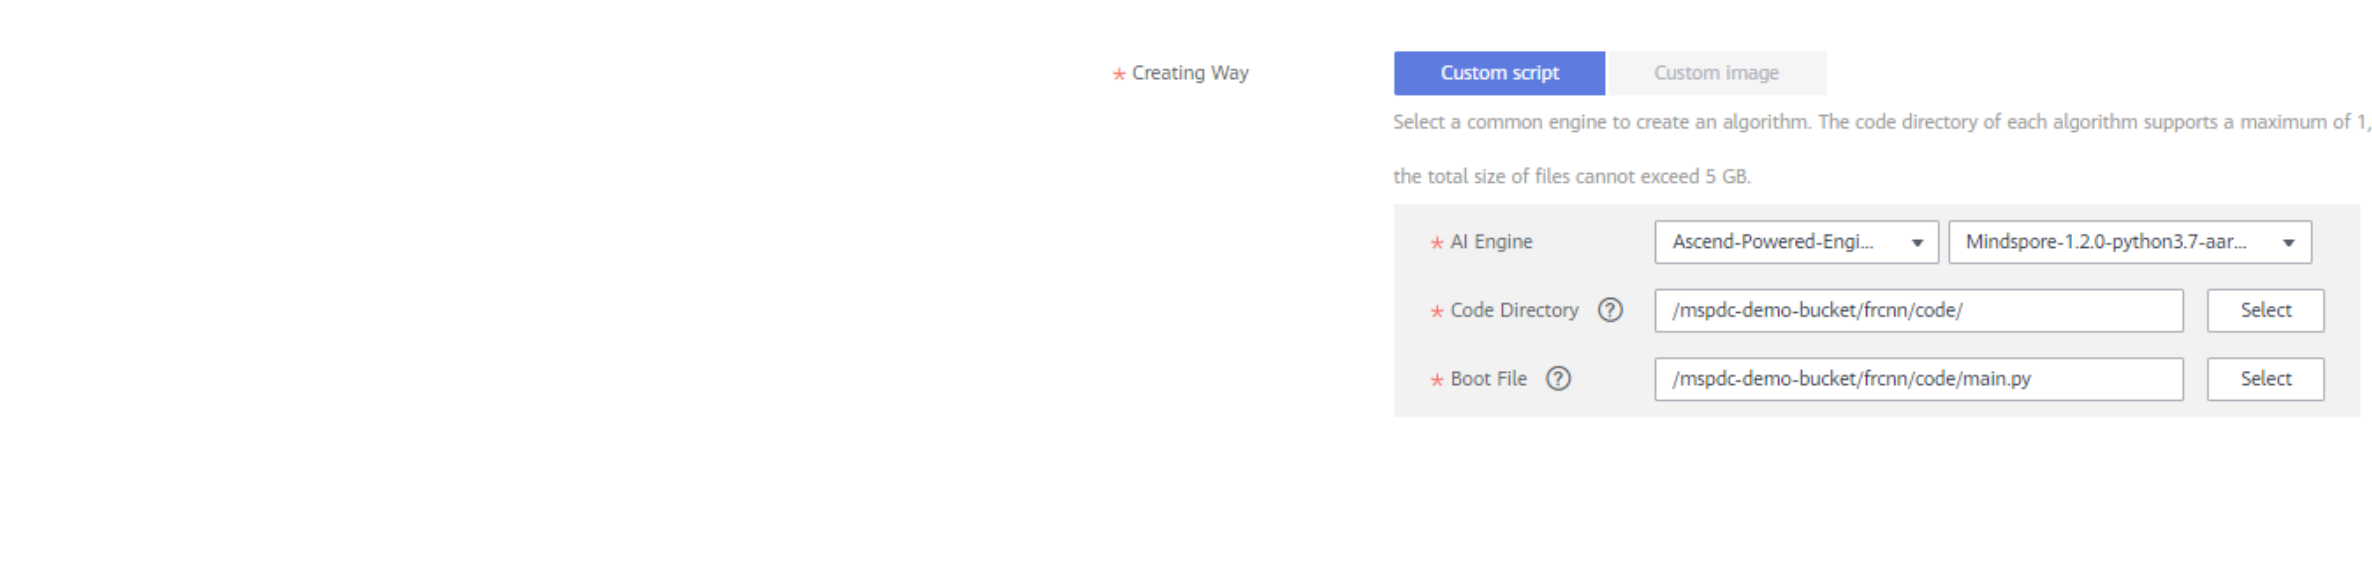 * Creating Way Custom script Custom image
Select a common engine to create an algorithm. The code directory of each algorithm supports a maximum of 1,
the total size of files cannot exceed 5 GB.
* AI Engine Ascend-Powered-Engi... Mindspore-1.2.0-python3.7-aar...
* Code Directory ? /mspdc-demo-bucket/frcnn/code/ Select
* Boot File ? /mspdc-demo-bucket/frcnn/code/main.py Select